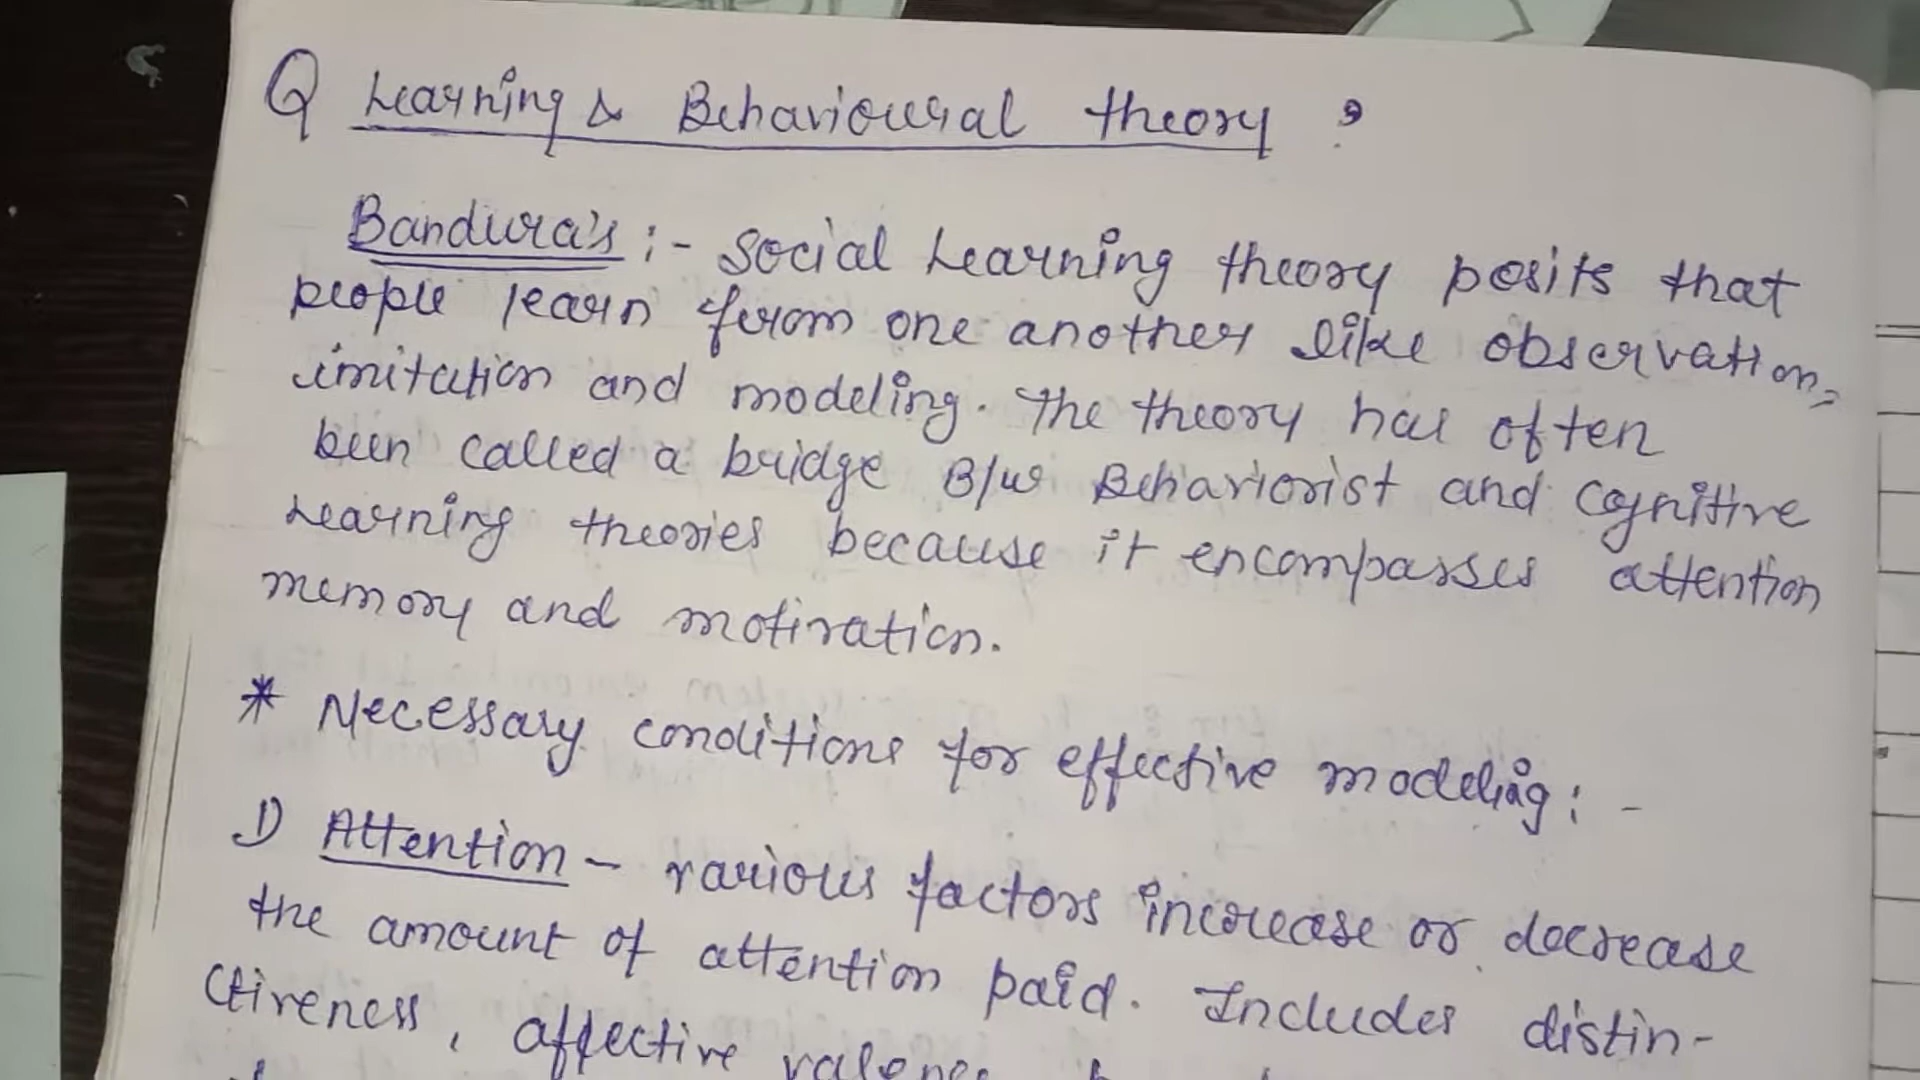 Q Learning & Behavioural theory ?
Bandura's :- Social Learning theory posits that
people learn from one another like observation,
imitation and modeling. The theory has often
been called a bridge B/w Behaviorist and Cognitive
Learning theories because it encompasses attention
memory and motivation.
* Necessary conditions for effective modeling :-
1) Attention - various factors increase or decrease
the amount of attention paid. Includes distin-
ctiveness, affective valence